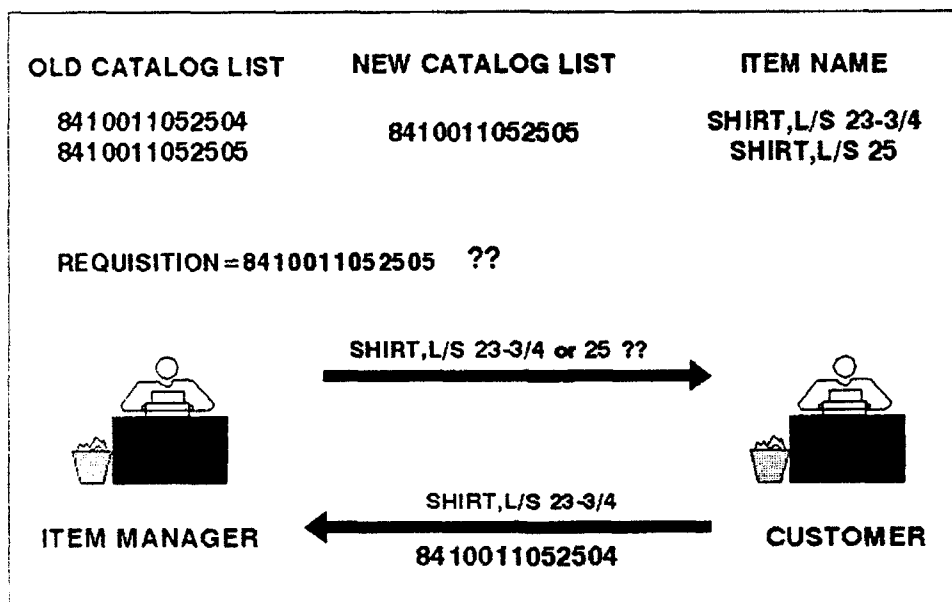 OLD CATALOG LIST NEW CATALOG LIST ITEM NAME
8410011052504
8410011052505
8410011052505
SHIRT,L/S 23-3/4
SHIRT,L/S 25
REQUISITION=8410011052505 ??
SHIRT,L/S 23-3/4 or 25 ??
SHIRT,L/S 23-3/4
ITEM MANAGER
8410011052504
CUSTOMER